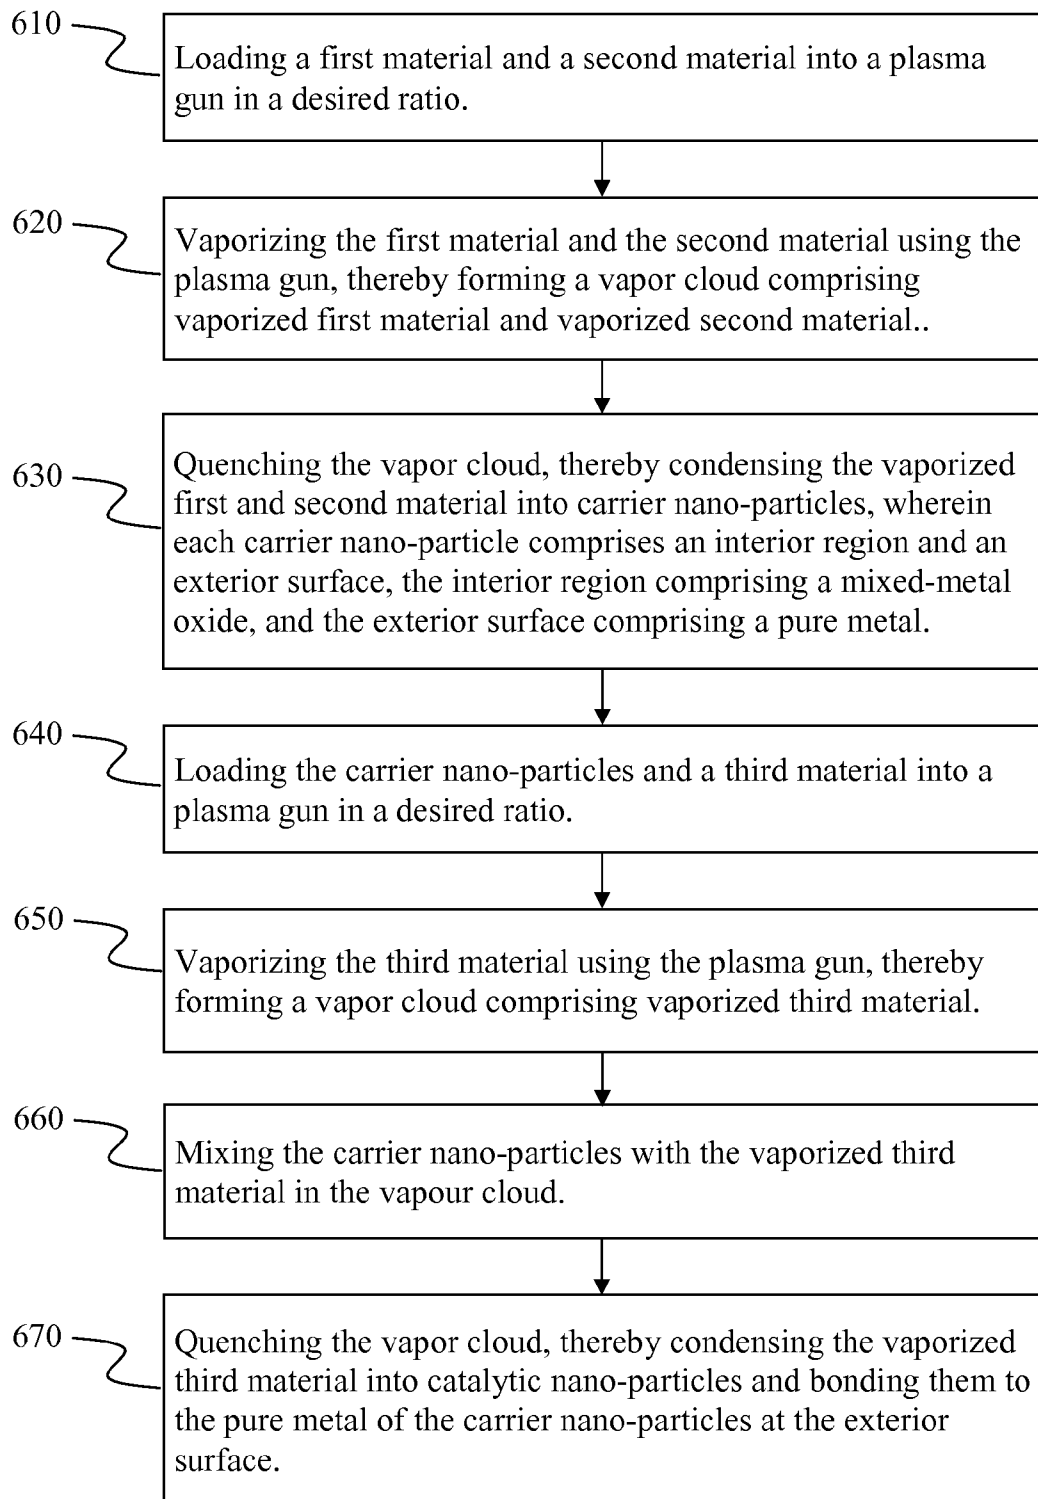 610
Loading a first material and a second material into a plasma
gun in a desired ratio.
620
Vaporizing the first material and the second material using the
plasma gun, thereby forming a vapor cloud comprising
vaporized first material and vaporized second material..
630
Quenching the vapor cloud, thereby condensing the vaporized
first and second material into carrier nano-particles, wherein
each carrier nano-particle comprises an interior region and an
exterior surface, the interior region comprising a mixed-metal
oxide, and the exterior surface comprising a pure metal.
640
Loading the carrier nano-particles and a third material into a
plasma gun in a desired ratio.
650
Vaporizing the third material using the plasma gun, thereby
forming a vapor cloud comprising vaporized third material.
660
Mixing the carrier nano-particles with the vaporized third
material in the vapour cloud.
670
Quenching the vapor cloud, thereby condensing the vaporized
third material into catalytic nano-particles and bonding them to
the pure metal of the carrier nano-particles at the exterior
surface.